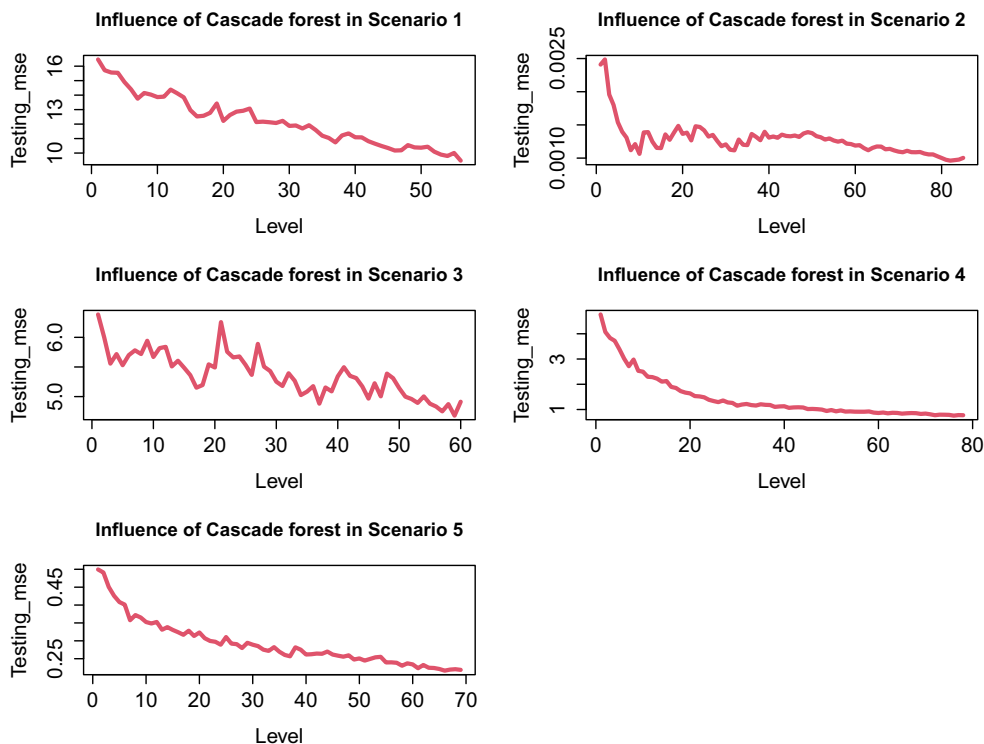 Influence of Cascade forest in Scenario 1
Testing_mse
10 13 16
0 10 20 30 40 50
Level
Influence of Cascade forest in Scenario 2
Testing_mse
0.0010 0.0025
0 20 40 60 80
Level
Influence of Cascade forest in Scenario 3
Testing_mse
5.0 6.0
0 10 20 30 40 50 60
Level
Influence of Cascade forest in Scenario 4
Testing_mse
1 3
0 20 40 60 80
Level
Influence of Cascade forest in Scenario 5
Testing_mse
0.25 0.45
0 10 20 30 40 50 60 70
Level